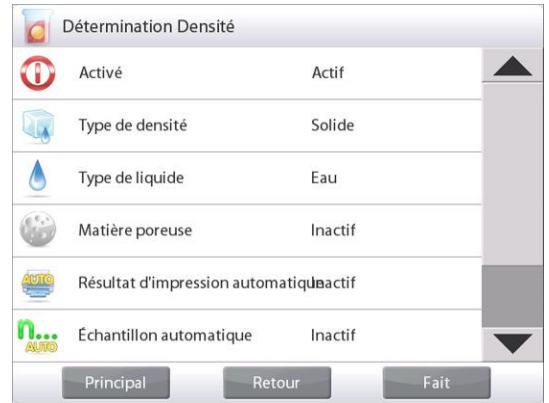 Détermination Densité
Activé Actif
Type de densité Solide
Type de liquide Eau
Matière poreuse Inactif
AUTO Résultat d'impression automatique Inactif
n... AUTO Échantillon automatique Inactif
Principal Retour Fait